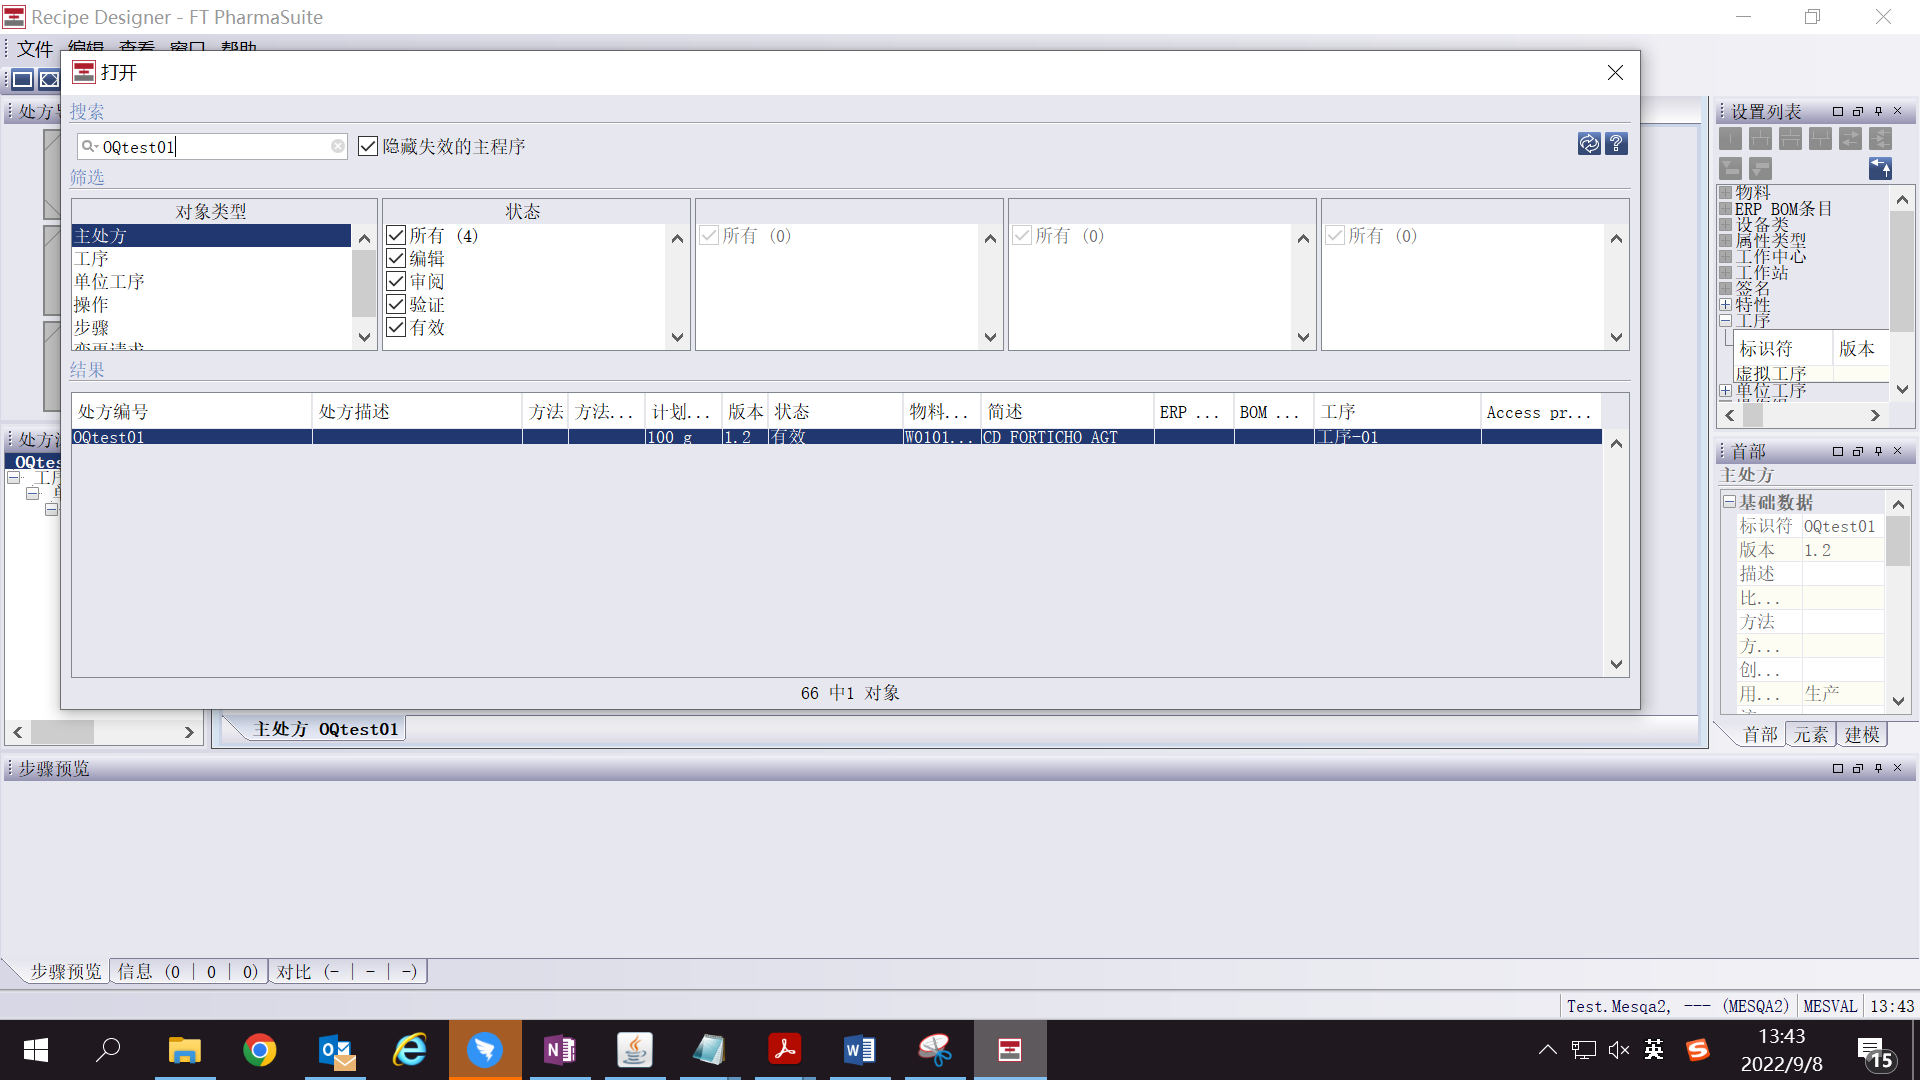 Recipe Designer - FT PharmaSuite
文件 编辑 查看 窗口 帮助
打开
搜索
OQtest01
隐藏失效的主程序
筛选
对象类型
主处方
工序
单位工序
操作
步骤
变更请求
状态
所有 (4)
编辑
审阅
验证
有效
所有 (0)
所有 (0)
所有 (0)
结果
处方编号 处方描述 方法 方法... 计划... 版本 状态 物料... 简述 ERP ... BOM ... 工序 Access pr...
OQtest01 100 g 1.2 有效 W0101... CD FORTICHO AGT 工序-01
66 中1 对象
处方
处方
OQtes
工序
主处方 OQtest01
设置列表
物料
ERP BOM条目
设备类
属性类型
工作中心
工作站
签名
特性
工序
标识符 版本
虚拟工序
单位工序
首部
主处方
基础数据
标识符 OQtest01
版本 1.2
描述
比...
方法
方...
创...
用... 生产
首部 元素 建模
步骤预览
步骤预览 信息 (0 | 0 | 0) 对比 (- | - | -)
Test.Mesqa2, --- (MESQA2) MESVAL 13:43
英
13:43
2022/9/8
15